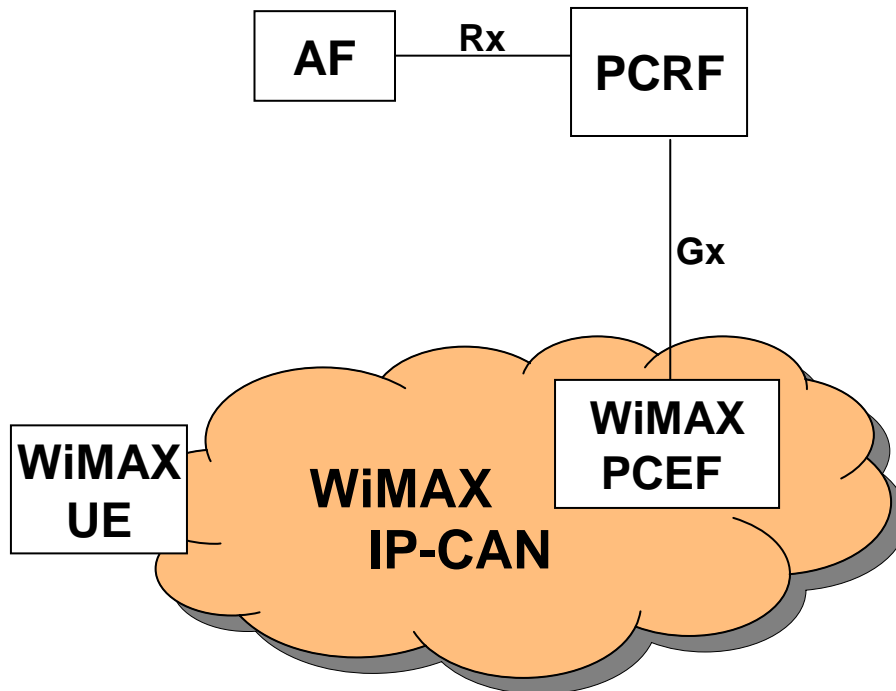 AF
Rx
PCRF
Gx
WiMAX
PCEF
WiMAX
UE
WiMAX
IP-CAN